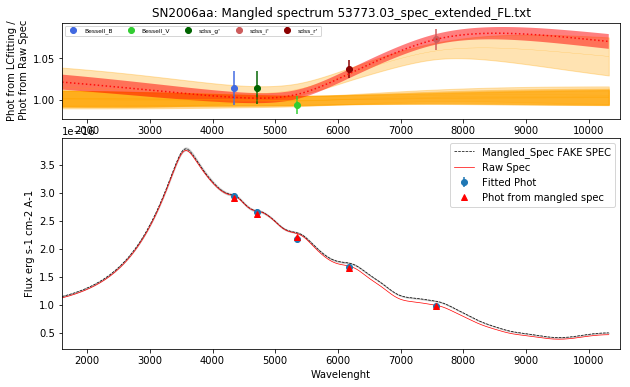 SN2006aa: Mangled spectrum 53773.03_spec_extended_FL.txt
Phot from LCfitting /
Phot from Raw Spec
Bessell_B
Bessell_V
sdss_g'
sdss_i'
sdss_r'
1.05
1.00
2000 3000 4000 5000 6000 7000 8000 9000 10000
1e−16
Mangled_Spec FAKE SPEC
Raw Spec
Fitted Phot
Phot from mangled spec
Flux erg s-1 cm-2 A-1
3.5
3.0
2.5
2.0
1.5
1.0
0.5
2000 3000 4000 5000 6000 7000 8000 9000 10000
Wavelenght